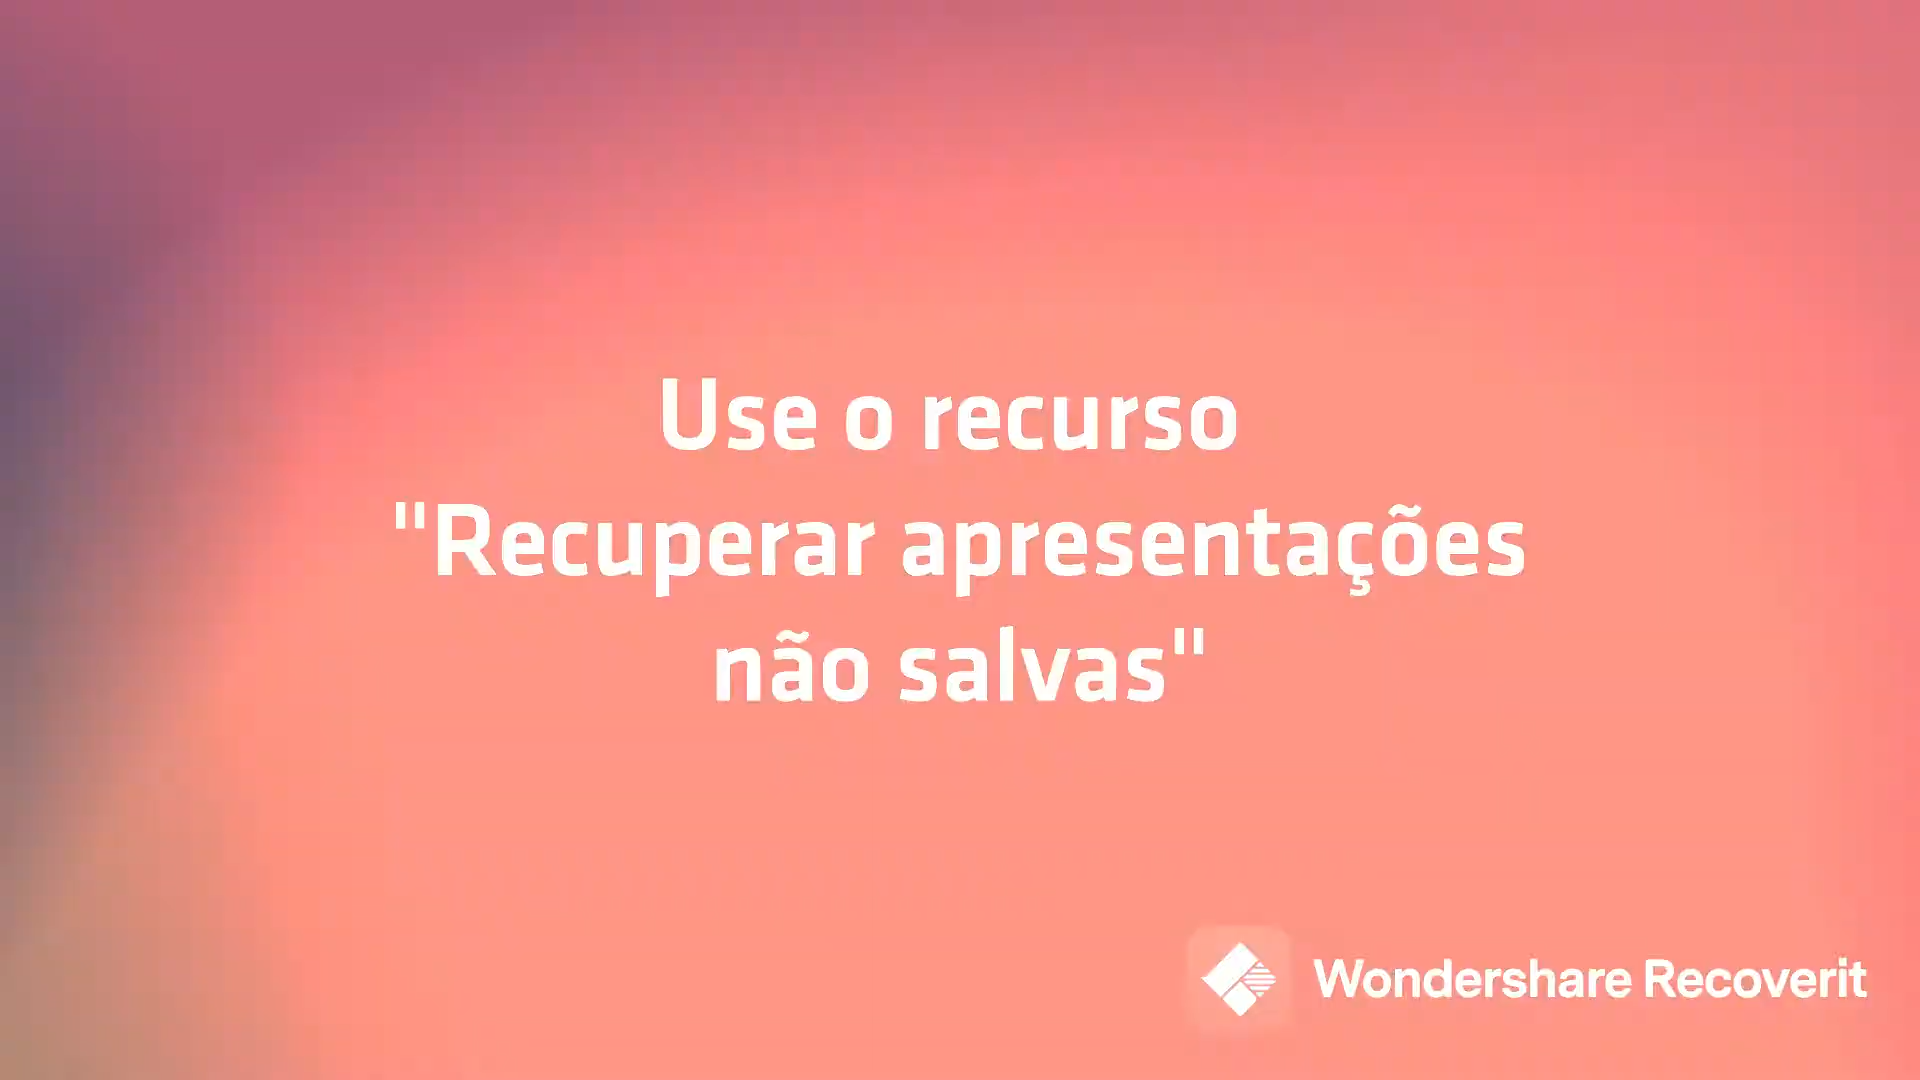 Use o recurso
"Recuperar apresentações
não salvas"
Wondershare Recoverit